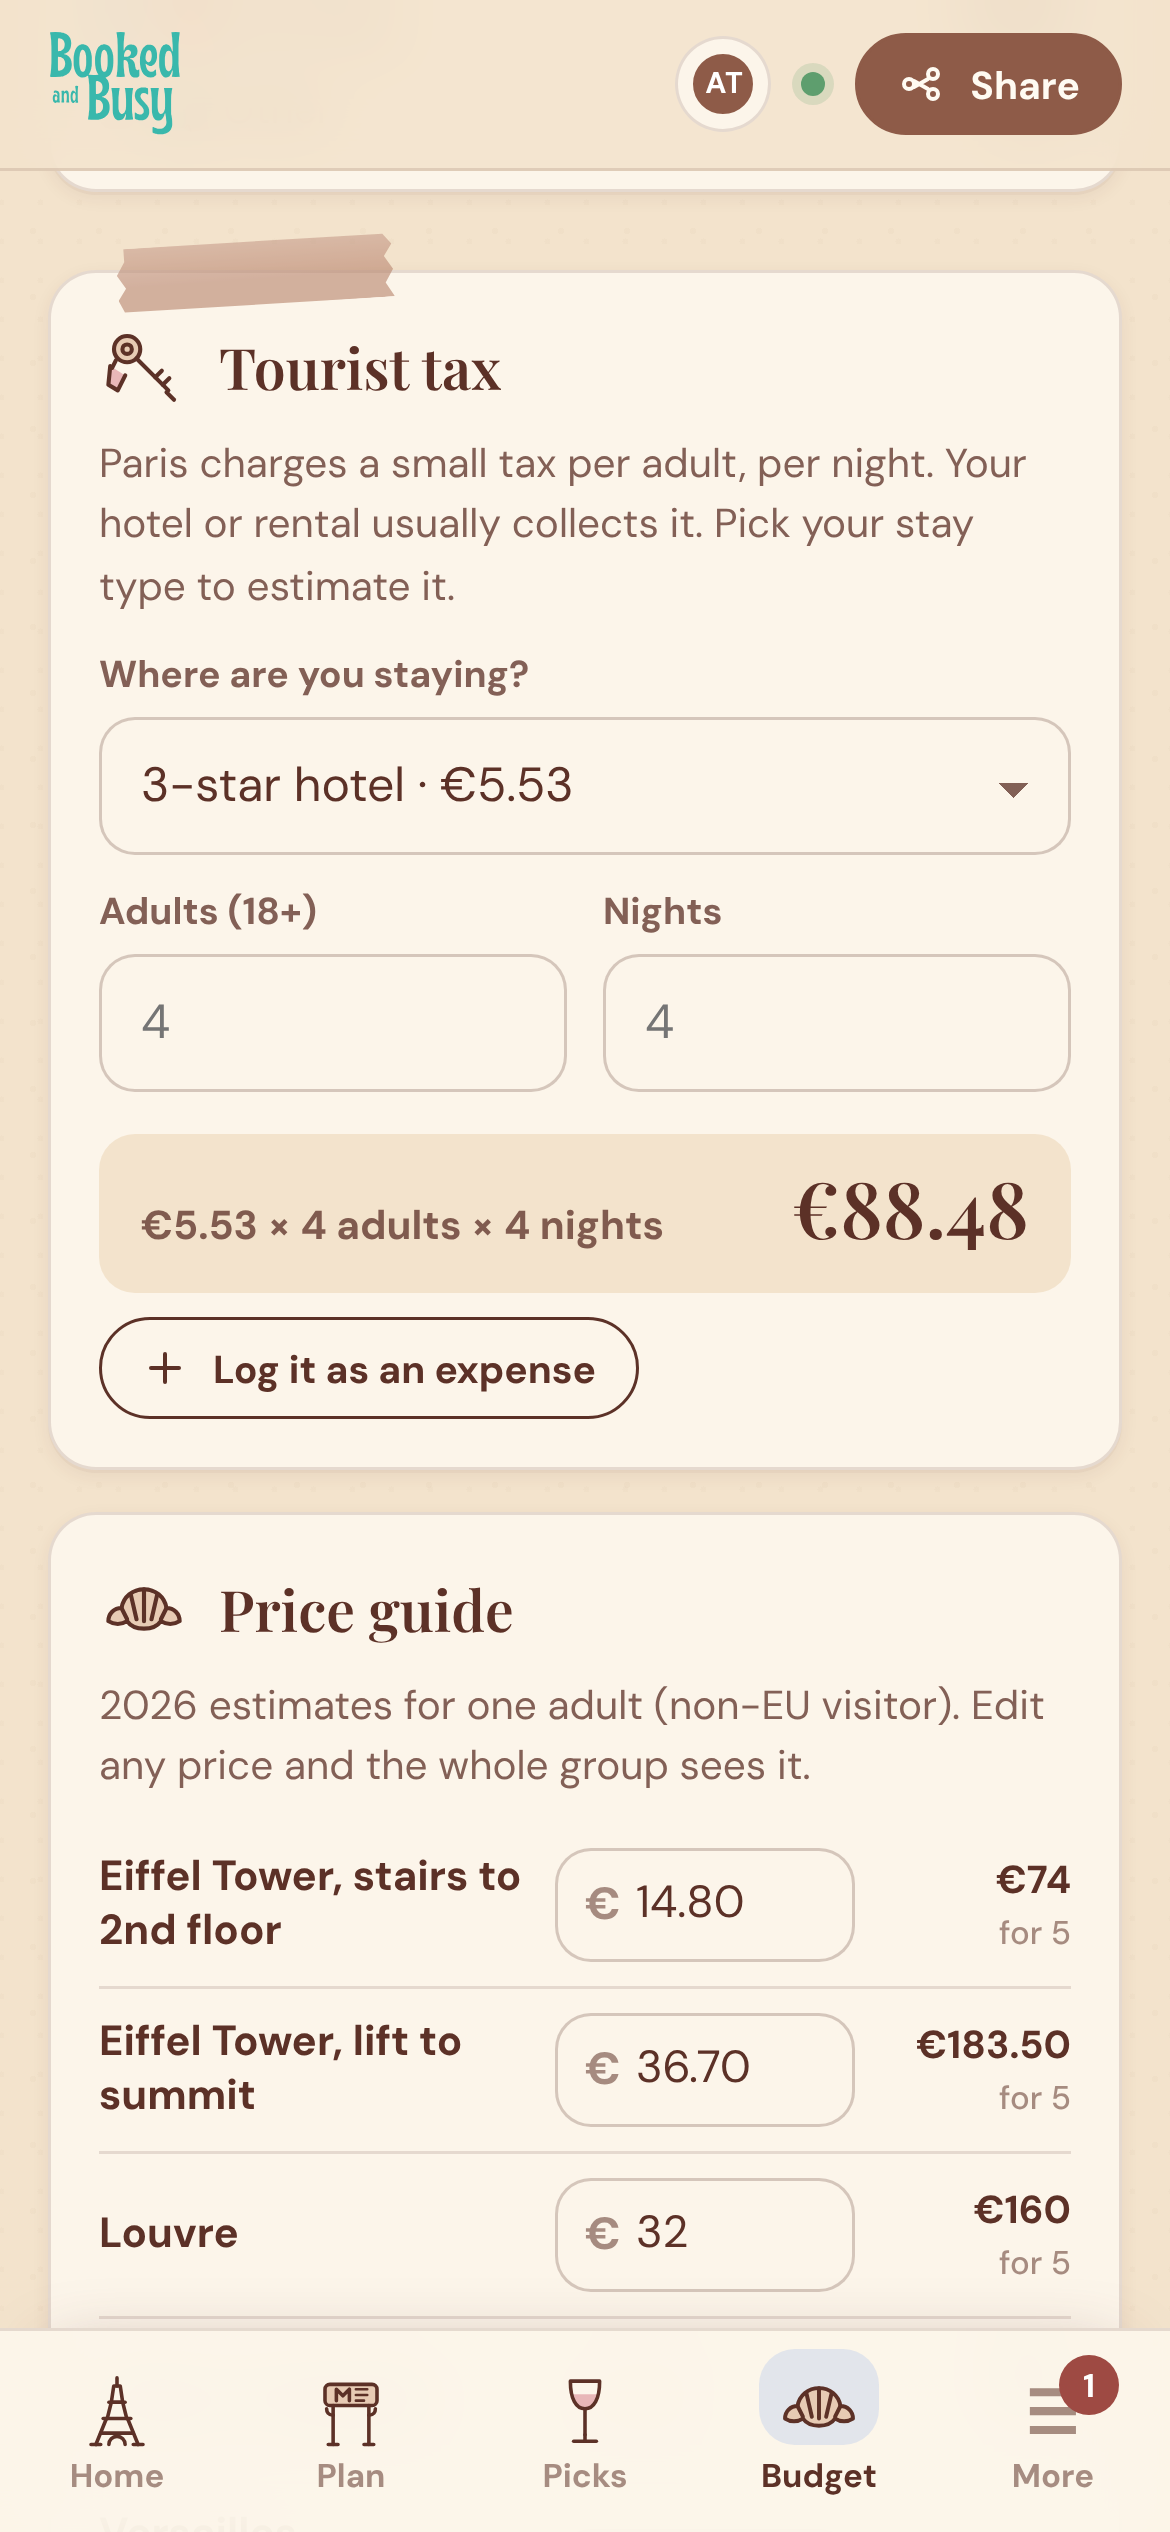 Booked
and Busy
AT
Share
Tourist tax
Paris charges a small tax per adult, per night. Your
hotel or rental usually collects it. Pick your stay
type to estimate it.
Where are you staying?
3-star hotel · €5.53
Adults (18+)
Nights
4
4
€5.53 × 4 adults × 4 nights
€88.48
+ Log it as an expense
Price guide
2026 estimates for one adult (non-EU visitor). Edit
any price and the whole group sees it.
Eiffel Tower, stairs to
2nd floor
€ 14.80
€74
for 5
Eiffel Tower, lift to
summit
€ 36.70
€183.50
for 5
Louvre
€ 32
€160
for 5
M
1
Home
Plan
Picks
Budget
More
Versailles